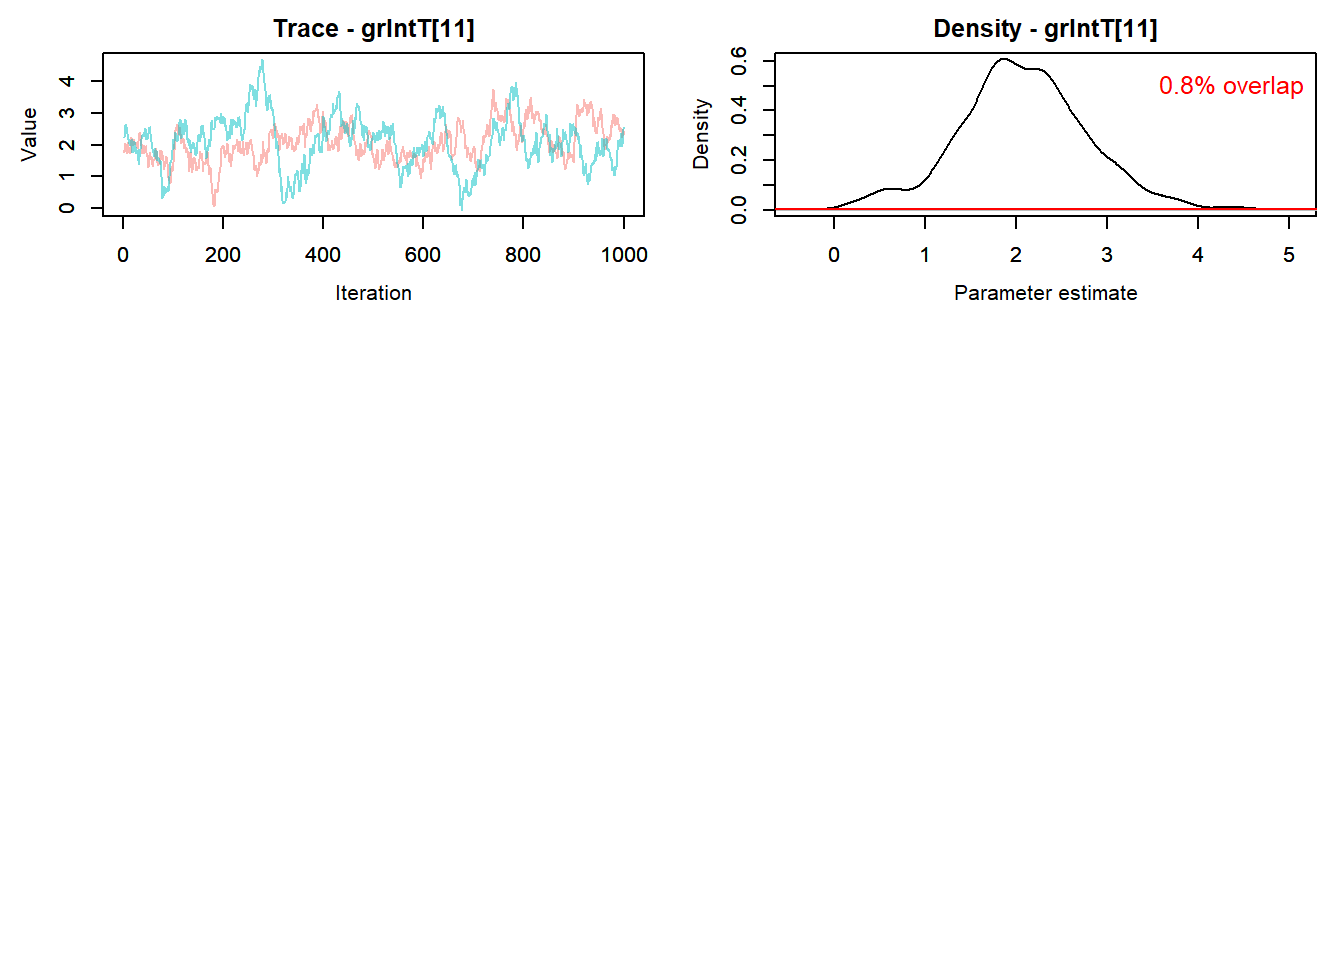 Trace - grIntT[11]
Value
0 1 2 3 4
0 200 400 600 800 1000
Iteration
Density - grIntT[11]
Density
0.0 0.2 0.4 0.6
0.8% overlap
0 1 2 3 4 5
Parameter estimate